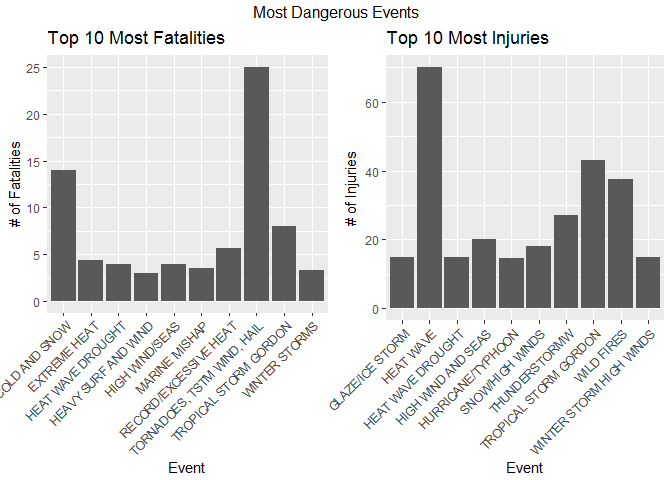 Most Dangerous Events
Top 10 Most Fatalities
# of Fatalities
25
20
15
10
5
0
COLD AND SNOW
EXTREME HEAT
HEAT WAVE DROUGHT
HEAVY SURF AND WIND
HIGH WIND/SEAS
MARINE MISHAP
RECORD/EXCESSIVE HEAT
TORNADOES, TSTM WIND, HAIL
TROPICAL STORM GORDON
WINTER STORMS
Event
Top 10 Most Injuries
# of Injuries
60
40
20
0
GLAZE/ICE STORM
HEAT WAVE
HEAT WAVE DROUGHT
HIGH WIND AND SEAS
HURRICANE/TYPHOON
SNOW/HIGH WINDS
THUNDERSTORMW
TROPICAL STORM GORDON
WILD FIRES
WINTER STORM HIGH WINDS
Event